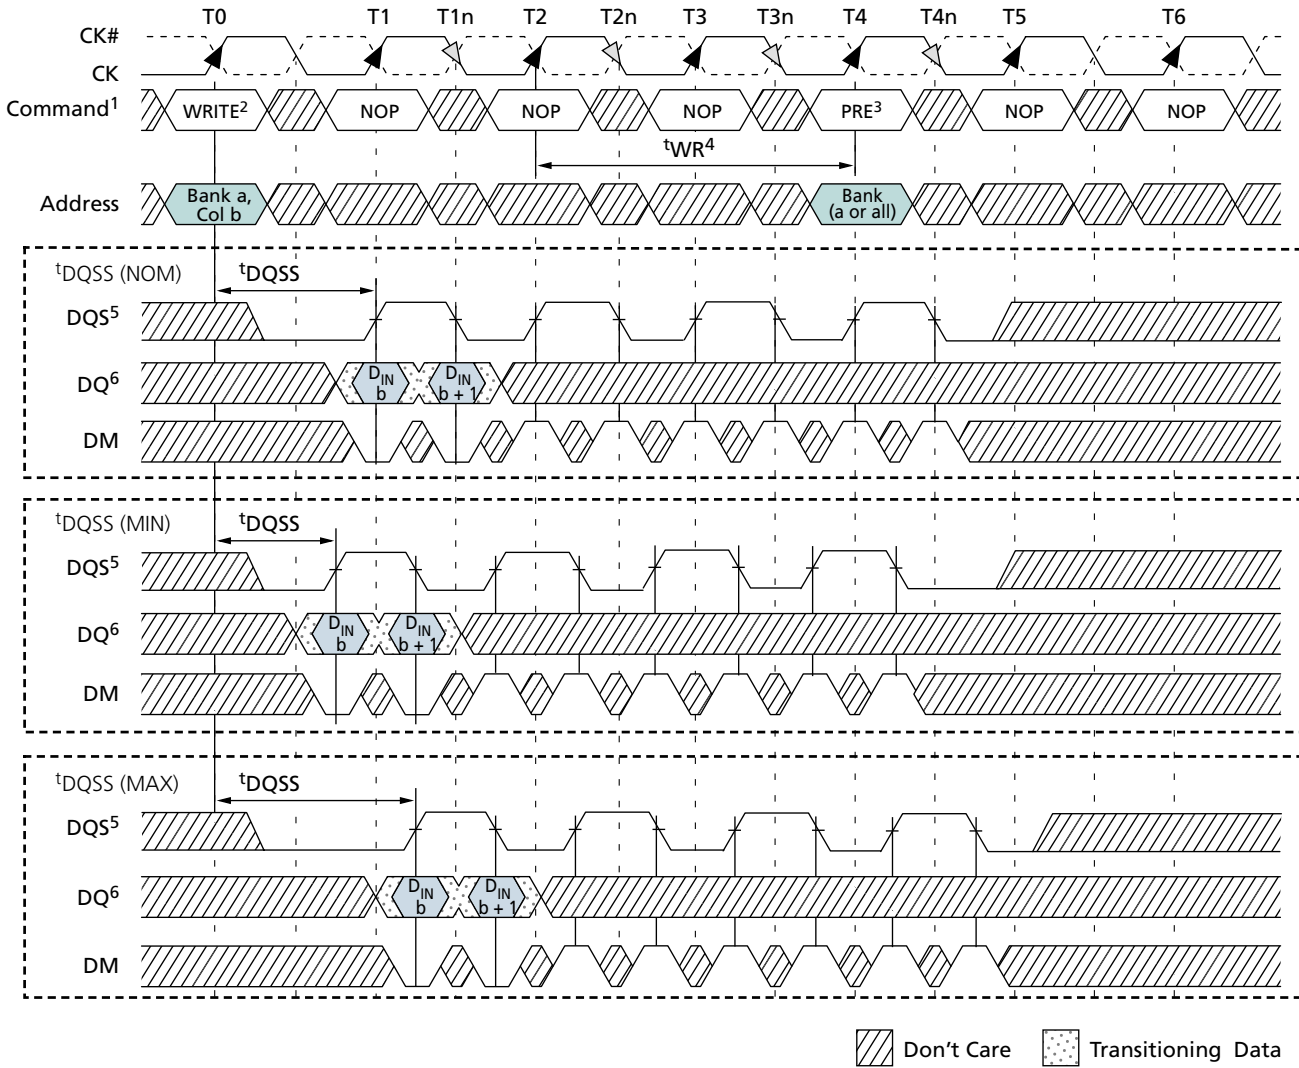 T0 T1 T1n T2 T2n T3 T3n T4 T4n T5 T6
CK#
CK
Command1 WRITE2 NOP NOP NOP PRE3 NOP NOP
tWR4
Address Bank a, Col b Bank (a or all)
tDQSS (NOM) tDQSS
DQS5
DQ6 DIN b DIN b + 1
DM
tDQSS (MIN) tDQSS
DQS5
DQ6 DIN b DIN b + 1
DM
tDQSS (MAX) tDQSS
DQS5
DQ6 DIN b DIN b + 1
DM
Don't Care Transitioning Data